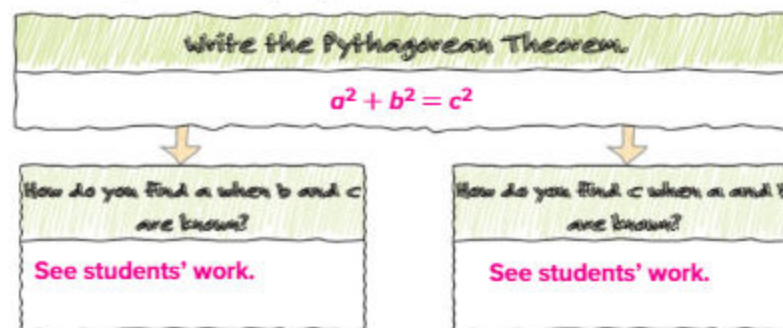 Write the Pythagorean Theorem.
a² + b² = c²
How do you find a when b and c
are known?
See students' work.
How do you find c when a and b
are known?
See students' work.